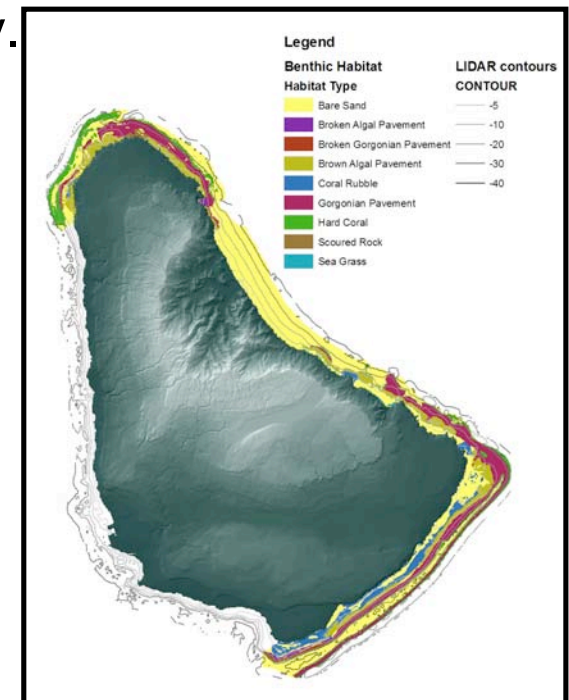 y.
Legend
Benthic Habitat
Habitat Type
Bare Sand
Broken Algal Pavement
Broken Gorgonian Pavement
Brown Algal Pavement
Coral Rubble
Gorgonian Pavement
Hard Coral
Scoured Rock
Sea Grass
LIDAR contours
CONTOUR
-5
-10
-20
-30
-40